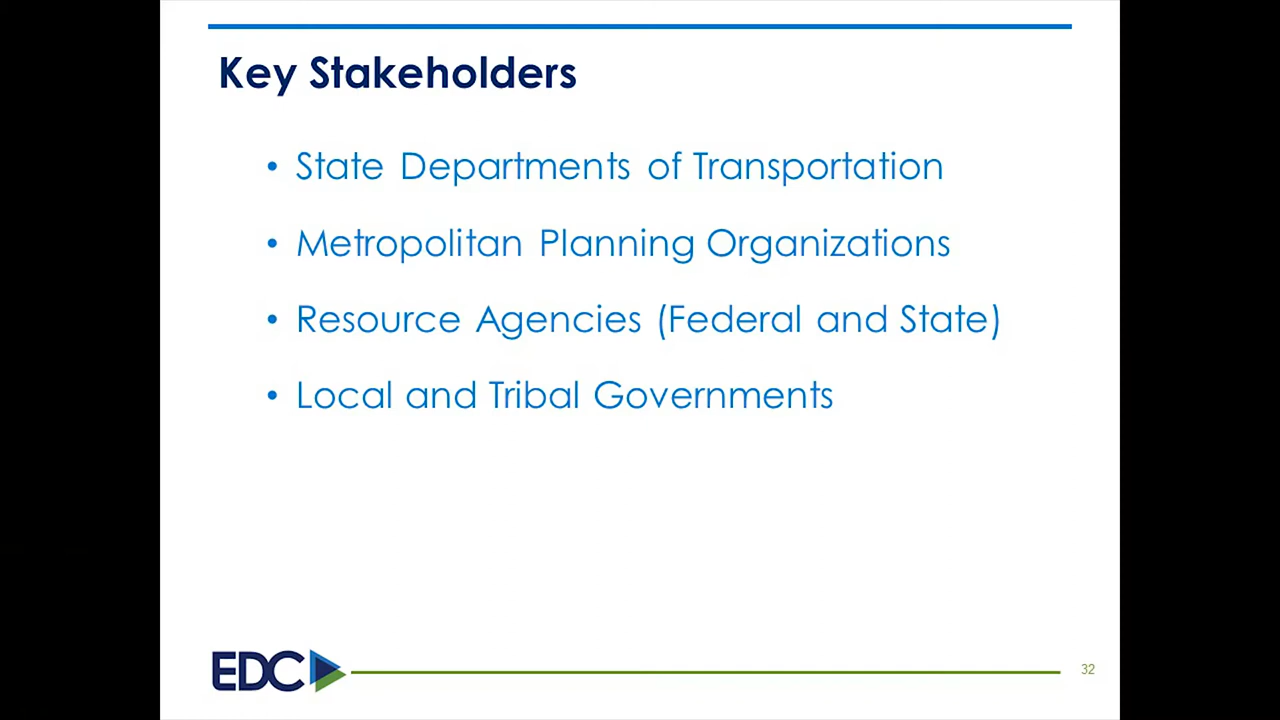 Key Stakeholders
• State Departments of Transportation
• Metropolitan Planning Organizations
• Resource Agencies (Federal and State)
• Local and Tribal Governments
EDC
32